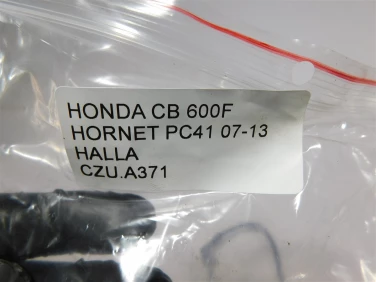 HONDA CB 600F
HORNET PC41 07-13
HALLA
CZU.A371